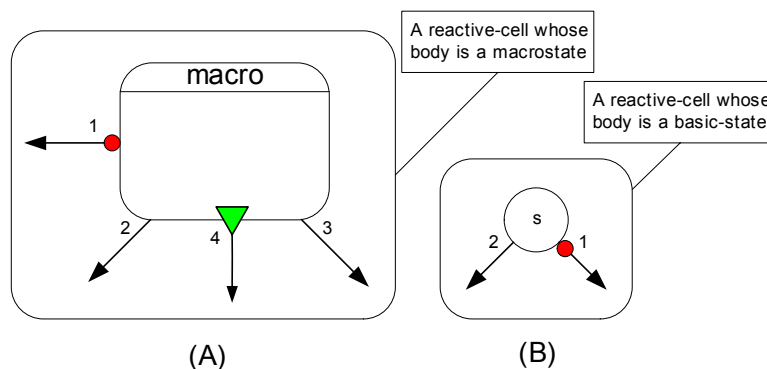 A reactive-cell whose
body is a macrostate
macro
A reactive-cell whose
body is a basic-state
1
s
2
3
4
2
1
(A)
(B)